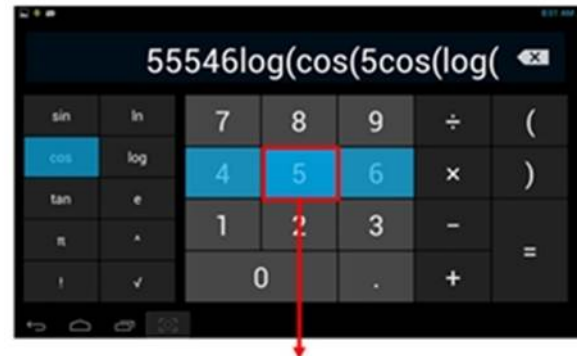 55546log(cos(5cos(log(
sin ln 7 8 9 ÷ (
cos log 4 5 6 × )
tan e 1 2 3 −
π ^ =
! √ 0 . +